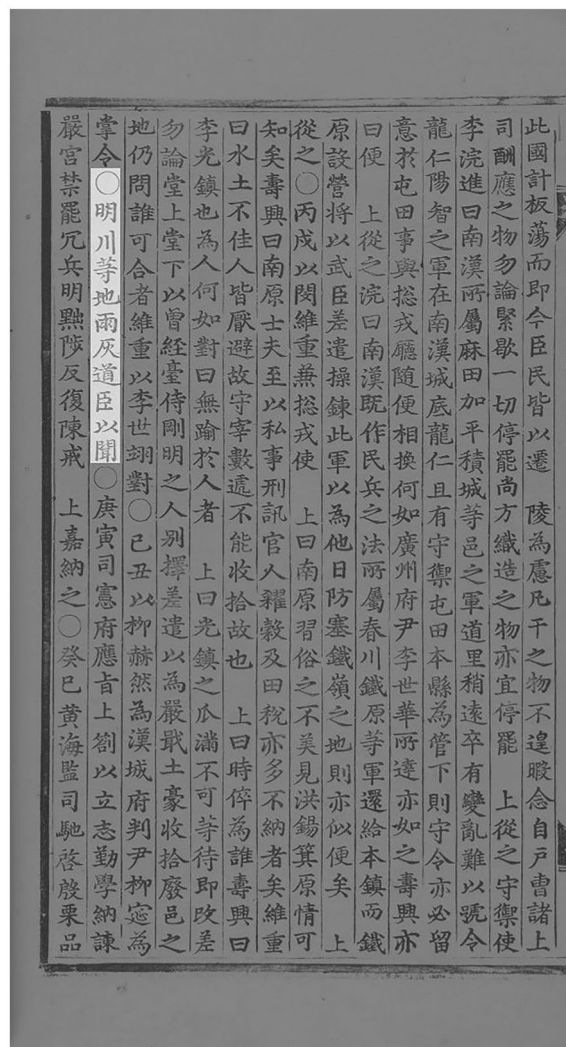 此國計板蕩而即今臣民皆以遷　陵為慮凡干之物不遑暇念自戶曹諸上
司酬應之物勿論緊歇一切停罷尚方織造之物亦宜停罷　上從之守禦使
李浣進曰南漢所屬麻田加平積城等邑之軍道里稍遠卒有變亂難以號令
龍仁陽智之軍在南漢城底龍仁且有守禦屯田本縣為管下則守令亦必留
意於屯田事與摠戎廳隨便相換何如廣州府尹李世華所達亦如之壽興亦
曰便　上從之浣曰南漢既作民兵之法所屬春川鐵原等軍還給本鎮而鐵
原設營將以武臣差遣操鍊此軍以為他日防塞鐵嶺之地則亦似便矣　上
從之〇丙戌以閔維重兼摠戎使　上曰南原習俗之不美見洪錫箕原情可
知矣壽興曰南原士夫至以私事刑訊官人糴穀及田稅亦多不納者矣維重
曰水土不佳人皆厭避故守宰數遞不能收拾故也　上曰時倅為誰壽興曰
李光鎮也為人何如對曰無踰於人者　上曰光鎮之瓜滿不可等待即改差
勿論堂上堂下以曾經臺侍剛明之人別擇差遣以為嚴戢土豪收拾廢邑之
地仍問誰可合者維重以李世翊對〇己丑以柳赫然為漢城府判尹柳寔為
掌令〇明川等地雨灰道臣以聞〇庚寅司憲府應旨上劄以立志勤學納諫
嚴宮禁罷冗兵明黜陟反復陳戒　上嘉納之〇癸巳黃海監司馳啓殷栗品